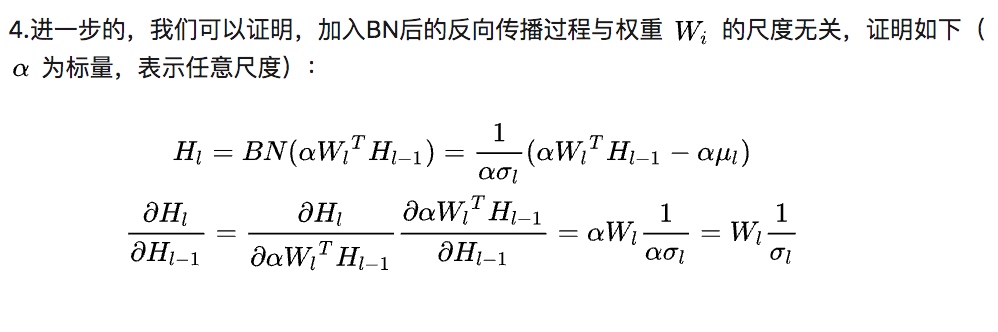 4.进一步的，我们可以证明，加入BN后的反向传播过程与权重 W_i 的尺度无关，证明如下（
α 为标量，表示任意尺度）：
H_l = BN(αW_l^T H_{l−1}) = \frac{1}{ασ_l}(αW_l^T H_{l−1} − αμ_l)
\frac{∂H_l}{∂H_{l−1}} = \frac{∂H_l}{∂αW_l^T H_{l−1}} \frac{∂αW_l^T H_{l−1}}{∂H_{l−1}} = αW_l \frac{1}{ασ_l} = W_l \frac{1}{σ_l}